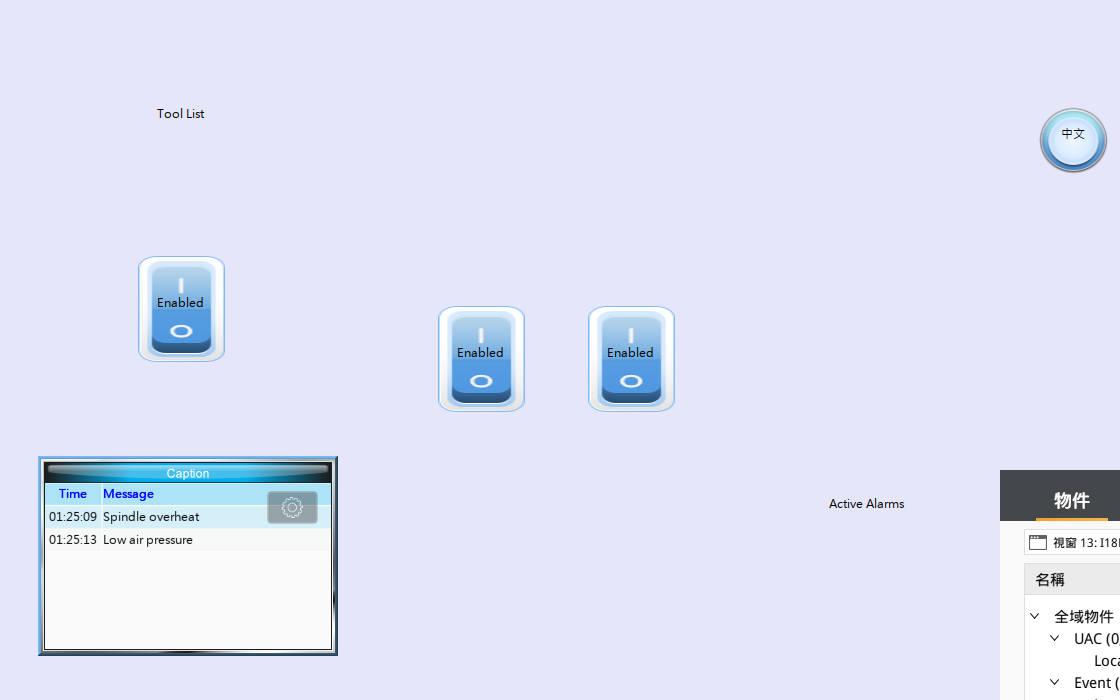 Tool List
中文
Enabled
Enabled
Enabled
Caption
Time Message
01:25:09 Spindle overheat
01:25:13 Low air pressure
Active Alarms
物件
視窗 13: I18
名稱
全域物件
UAC (0
Loca
Event (